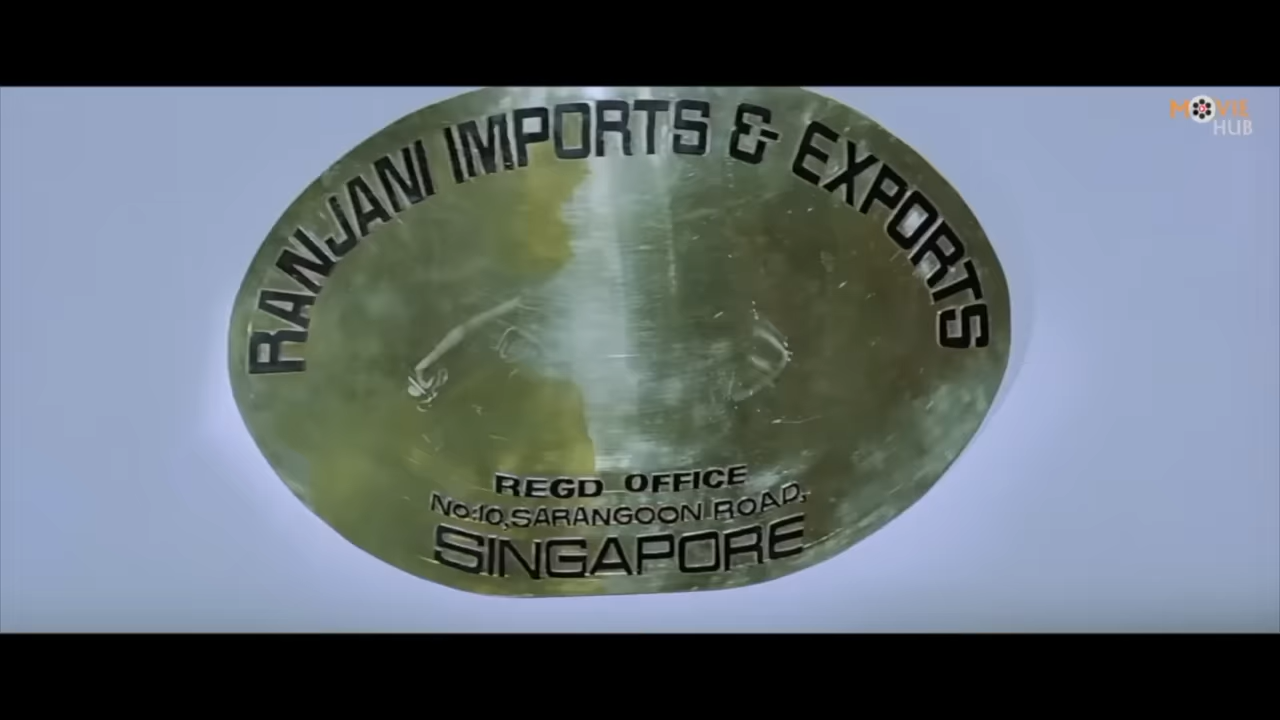 RANJANI IMPORTS & EXPORTS
REGD OFFICE
No:10, SARANGOON ROAD,
SINGAPORE
MOVIE
HUB